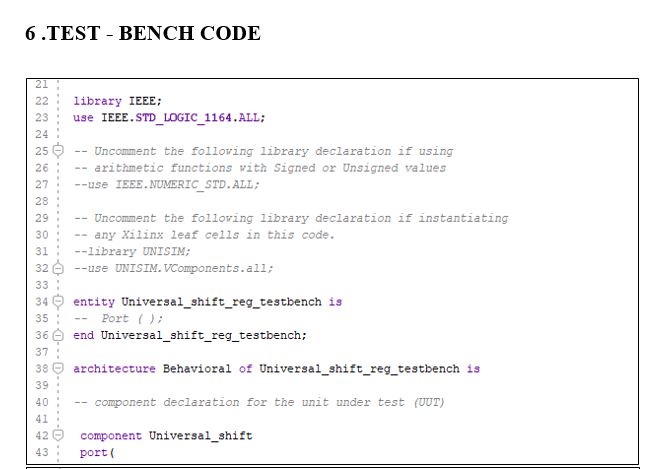 6 .TEST - BENCH CODE
21
22 library IEEE;
23 use IEEE.STD_LOGIC_1164.ALL;
24
25 -- Uncomment the following library declaration if using
26 -- arithmetic functions with Signed or Unsigned values
27 --use IEEE.NUMERIC_STD.ALL;
28
29 -- Uncomment the following library declaration if instantiating
30 -- any Xilinx leaf cells in this code.
31 --library UNISIM;
32 --use UNISIM.VComponents.all;
33
34 entity Universal_shift_reg_testbench is
35 -- Port ( );
36 end Universal_shift_reg_testbench;
37
38 architecture Behavioral of Universal_shift_reg_testbench is
39
40 -- component declaration for the unit under test (UUT)
41
42 component Universal_shift
43 port(